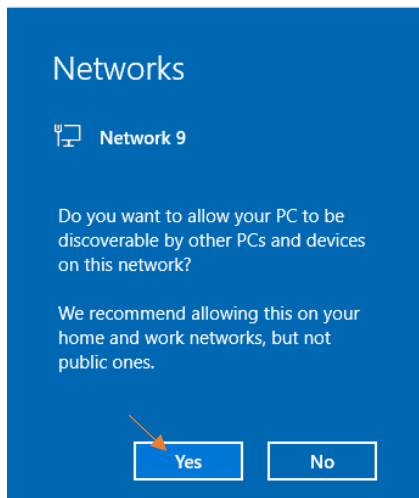 Networks
Network 9
Do you want to allow your PC to be
discoverable by other PCs and devices
on this network?
We recommend allowing this on your
home and work networks, but not
public ones.
Yes No